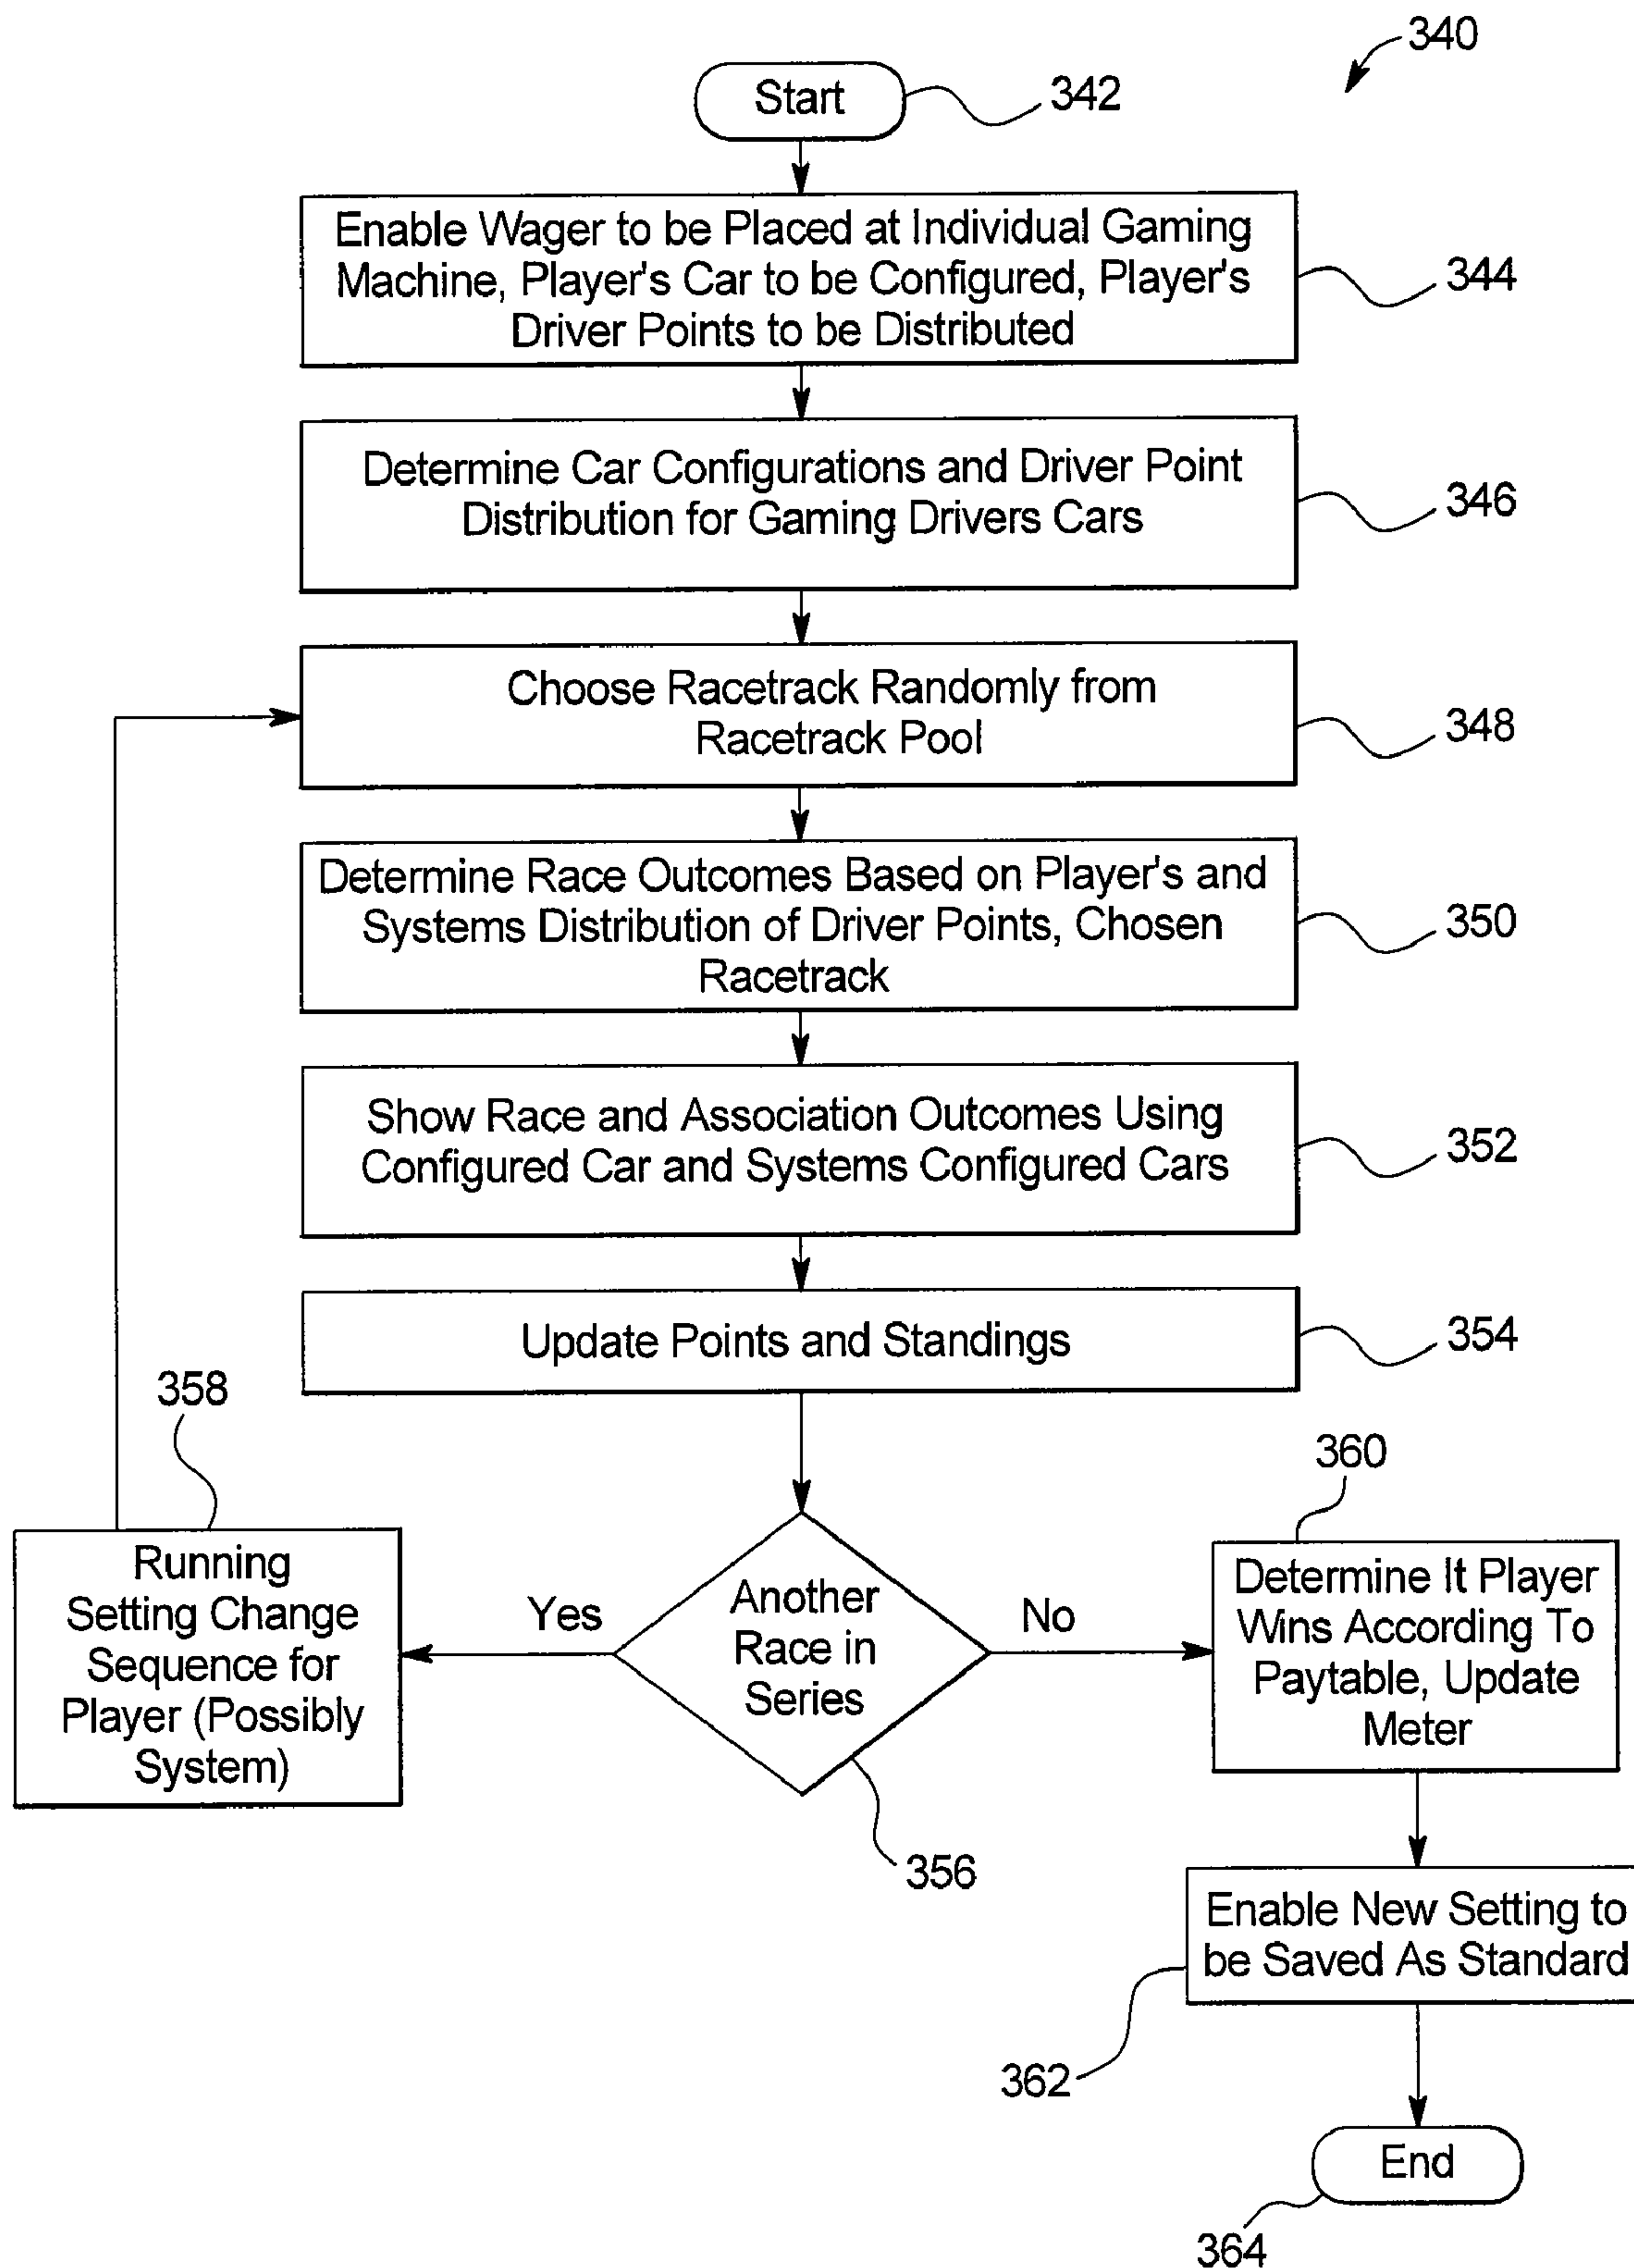 340
Start
342
Enable Wager to be Placed at Individual Gaming
Machine, Player's Car to be Configured, Player's
Driver Points to be Distributed
344
Determine Car Configurations and Driver Point
Distribution for Gaming Drivers Cars
346
Choose Racetrack Randomly from
Racetrack Pool
348
Determine Race Outcomes Based on Player's and
Systems Distribution of Driver Points, Chosen
Racetrack
350
Show Race and Association Outcomes Using
Configured Car and Systems Configured Cars
352
Update Points and Standings
354
358
Running
Setting Change
Sequence for
Player (Possibly
System)
Yes
Another
Race in
Series
No
356
360
Determine It Player
Wins According To
Paytable, Update
Meter
Enable New Setting to
be Saved As Standard
362
End
364